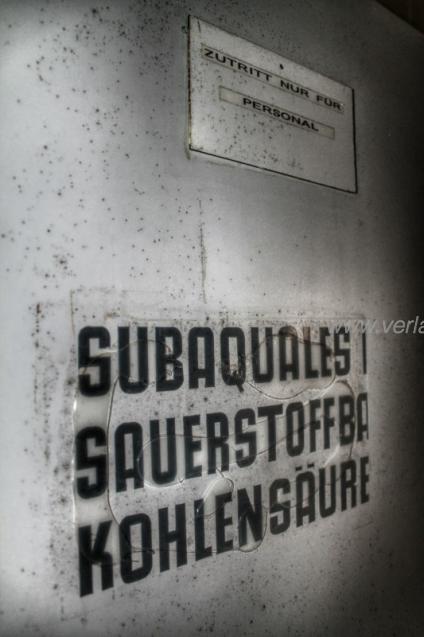 ZUTRITT NUR FÜR
PERSONAL
www.verla
SUBAQUALES
SAUERSTOFFBA
KOHLENSÄURE